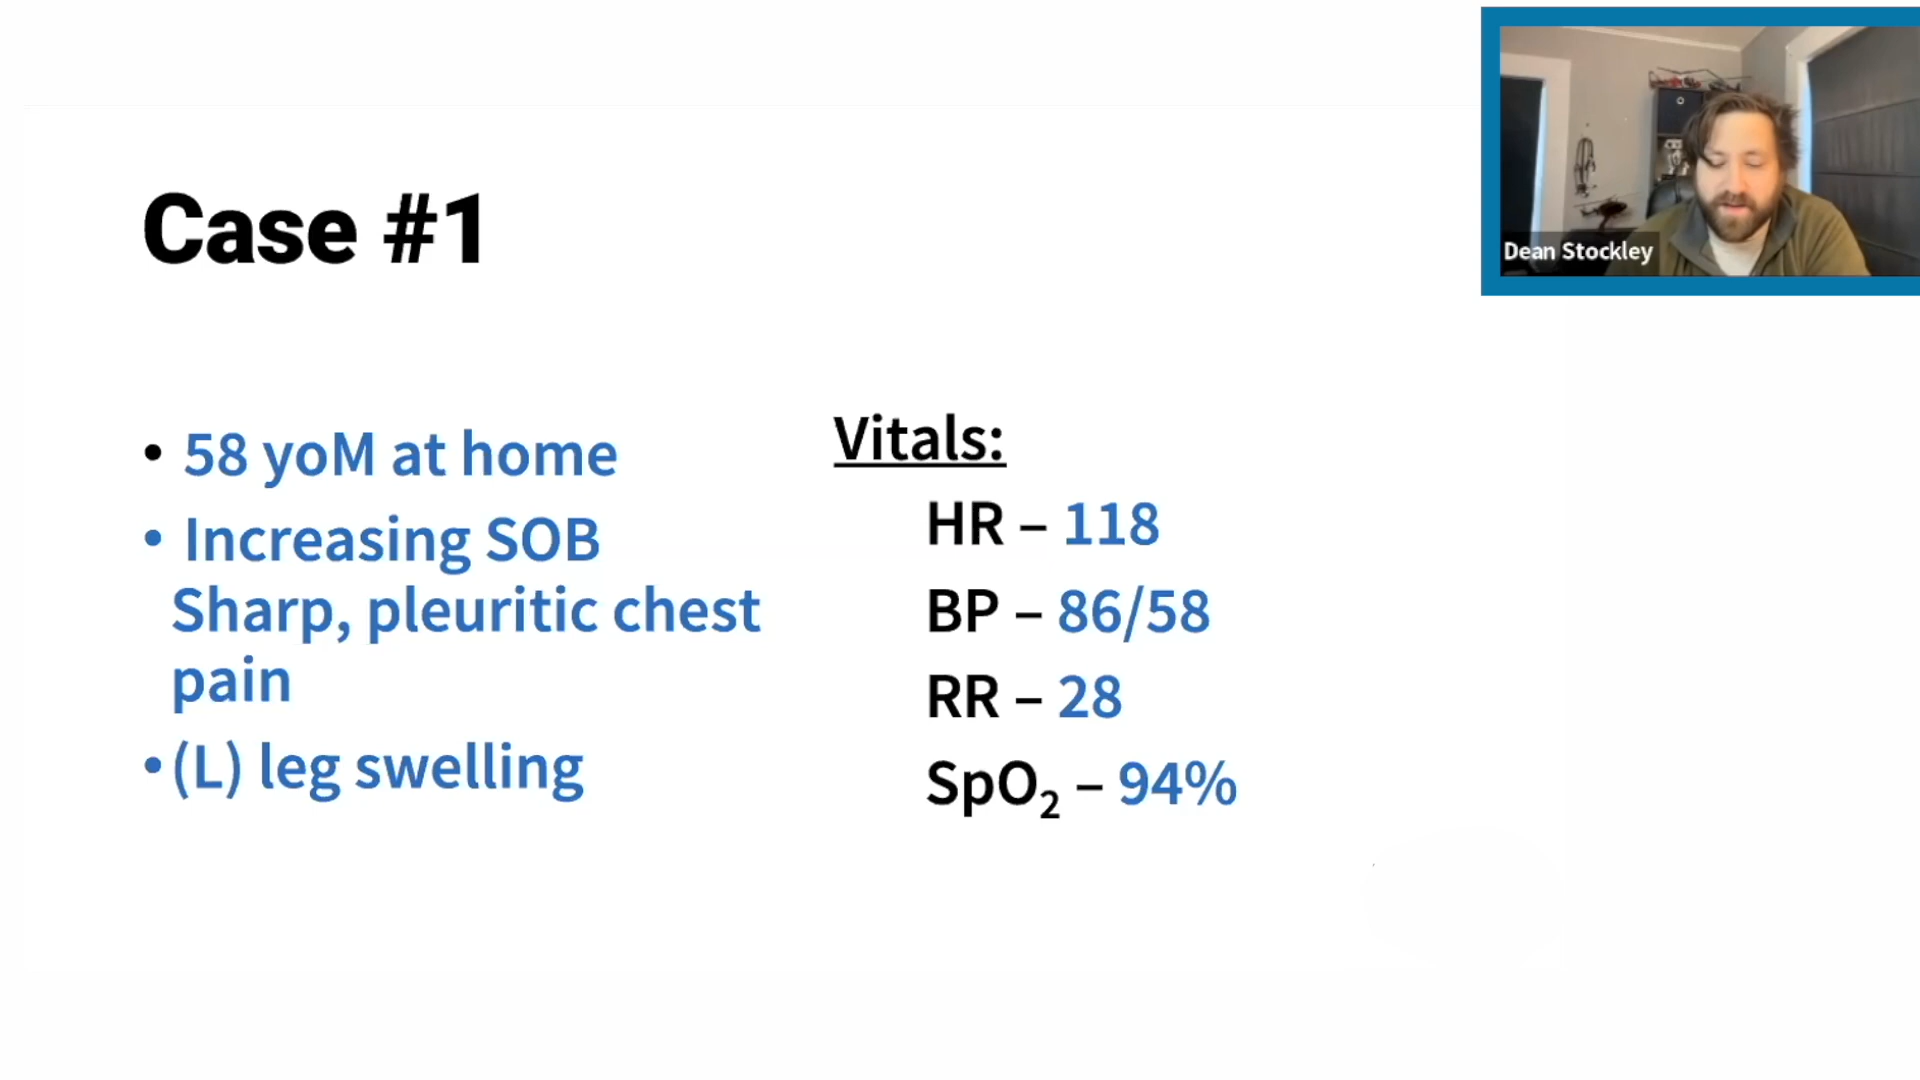 Case #1
• 58 yoM at home
• Increasing SOB
Sharp, pleuritic chest
pain
• (L) leg swelling
Vitals:
HR – 118
BP – 86/58
RR – 28
SpO₂ – 94%
Dean Stockley